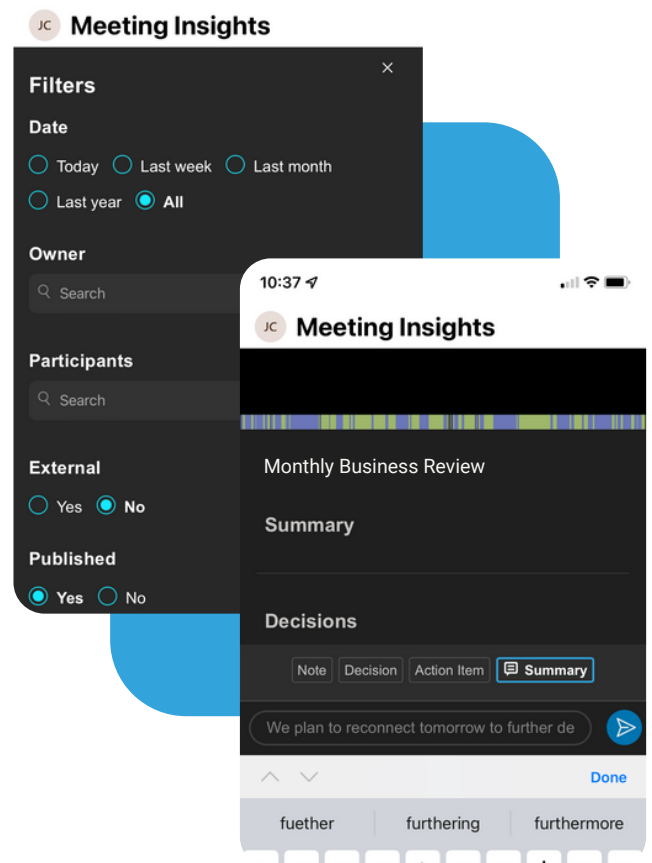 JC Meeting Insights
Filters
Date
Today Last week Last month
Last year All
Owner
Search
Participants
Search
External
Yes No
Published
Yes No
10:37
JC Meeting Insights
Monthly Business Review
Summary
Decisions
Note Decision Action Item Summary
We plan to reconnect tomorrow to further de
Done
fuether furthering furthermore